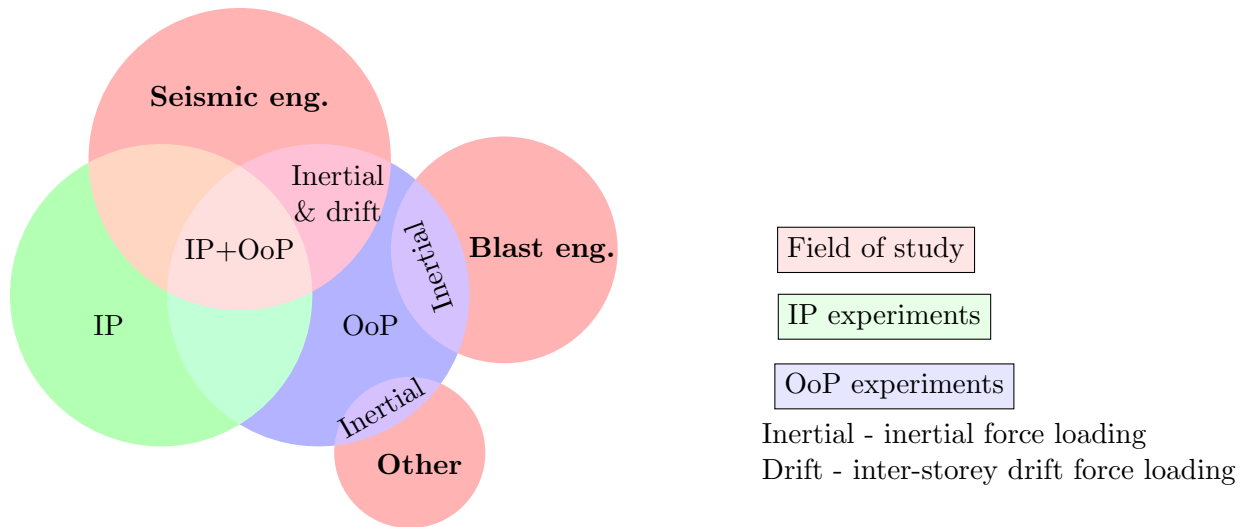 Seismic eng.
Inertial
& drift
IP+OoP
Inertial
Blast eng.
IP
OoP
Inertial
Other
Field of study
IP experiments
OoP experiments
Inertial - inertial force loading
Drift - inter-storey drift force loading